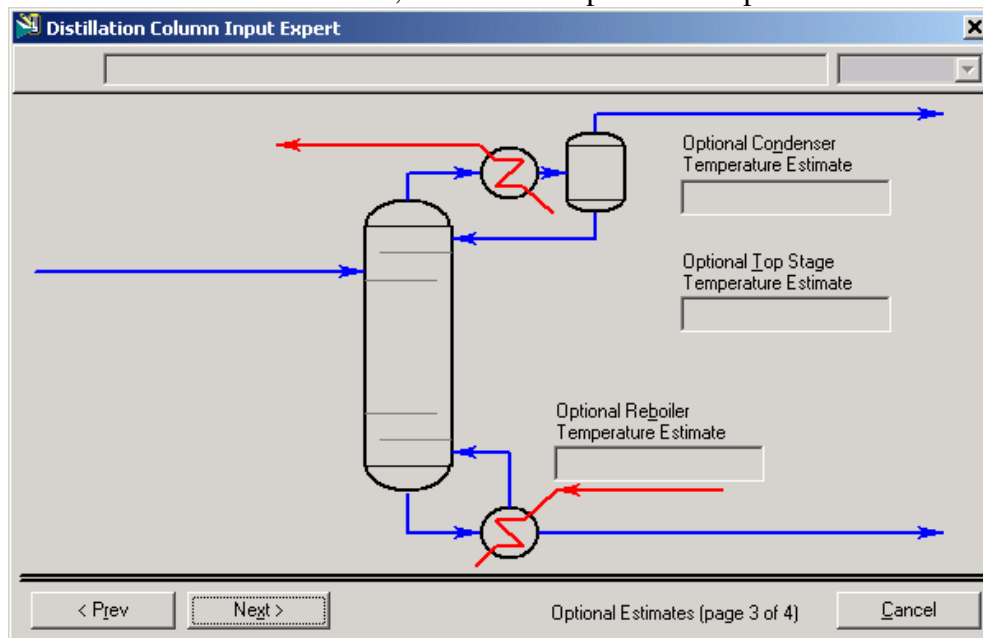 Distillation Column Input Expert
Optional Condenser
Temperature Estimate
Optional Top Stage
Temperature Estimate
Optional Reboiler
Temperature Estimate
< Prev
Next >
Optional Estimates (page 3 of 4)
Cancel